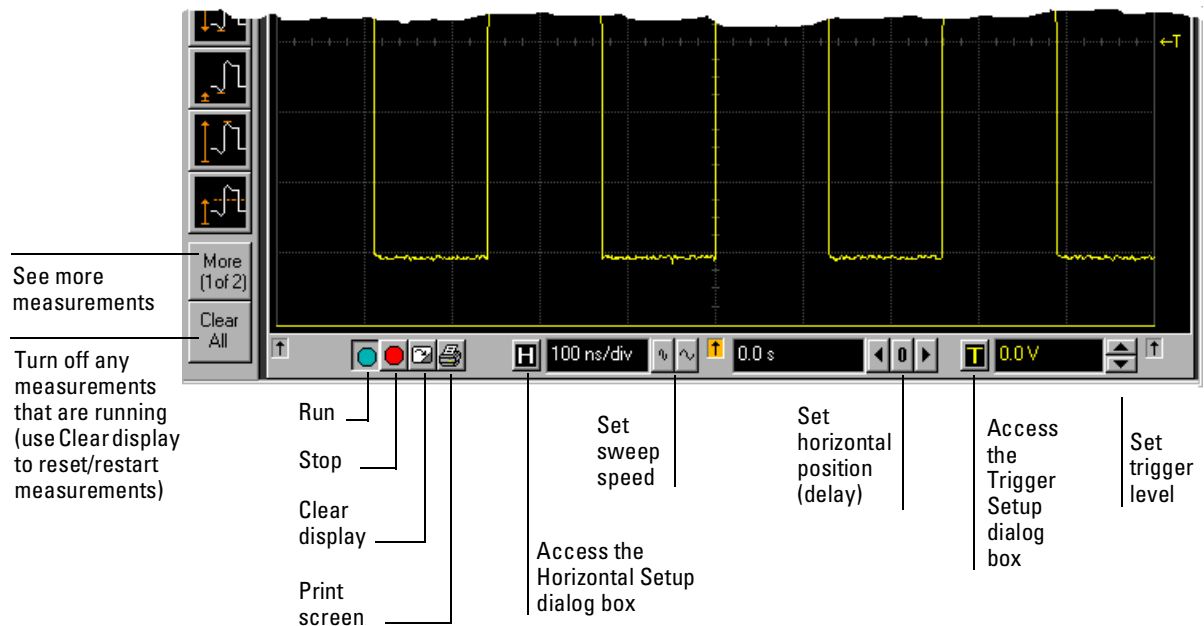 ←T
More
(1of 2)
Clear
All
See more
measurements
Turn off any
measurements
that are running
(use Clear display
to reset/restart
measurements)
H 100 ns/div 0.0 s 0 T 0.0 V
Run
Stop
Clear
display
Print
screen
Access the
Horizontal Setup
dialog box
Set
sweep
speed
Set
horizontal
position
(delay)
Access
the
Trigger
Setup
dialog
box
Set
trigger
level